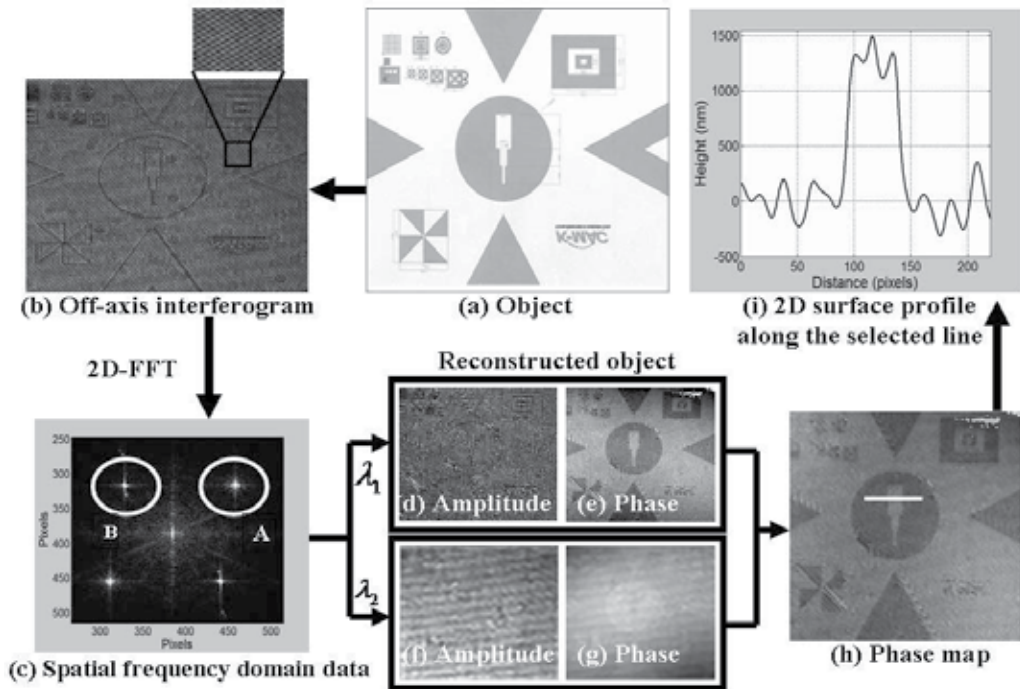 (b) Off-axis interferogram
(a) Object
1500
1000
500
0
-500
Height (nm)
0
50
100
150
200
Distance (pixels)
(i) 2D surface profile
along the selected line
2D-FFT
Reconstructed object
λ1
(d) Amplitude
(e) Phase
λ2
(f) Amplitude
(g) Phase
250
300
350
400
450
500
Pixels
B
A
300
350
400
450
500
Pixels
(c) Spatial frequency domain data
(h) Phase map